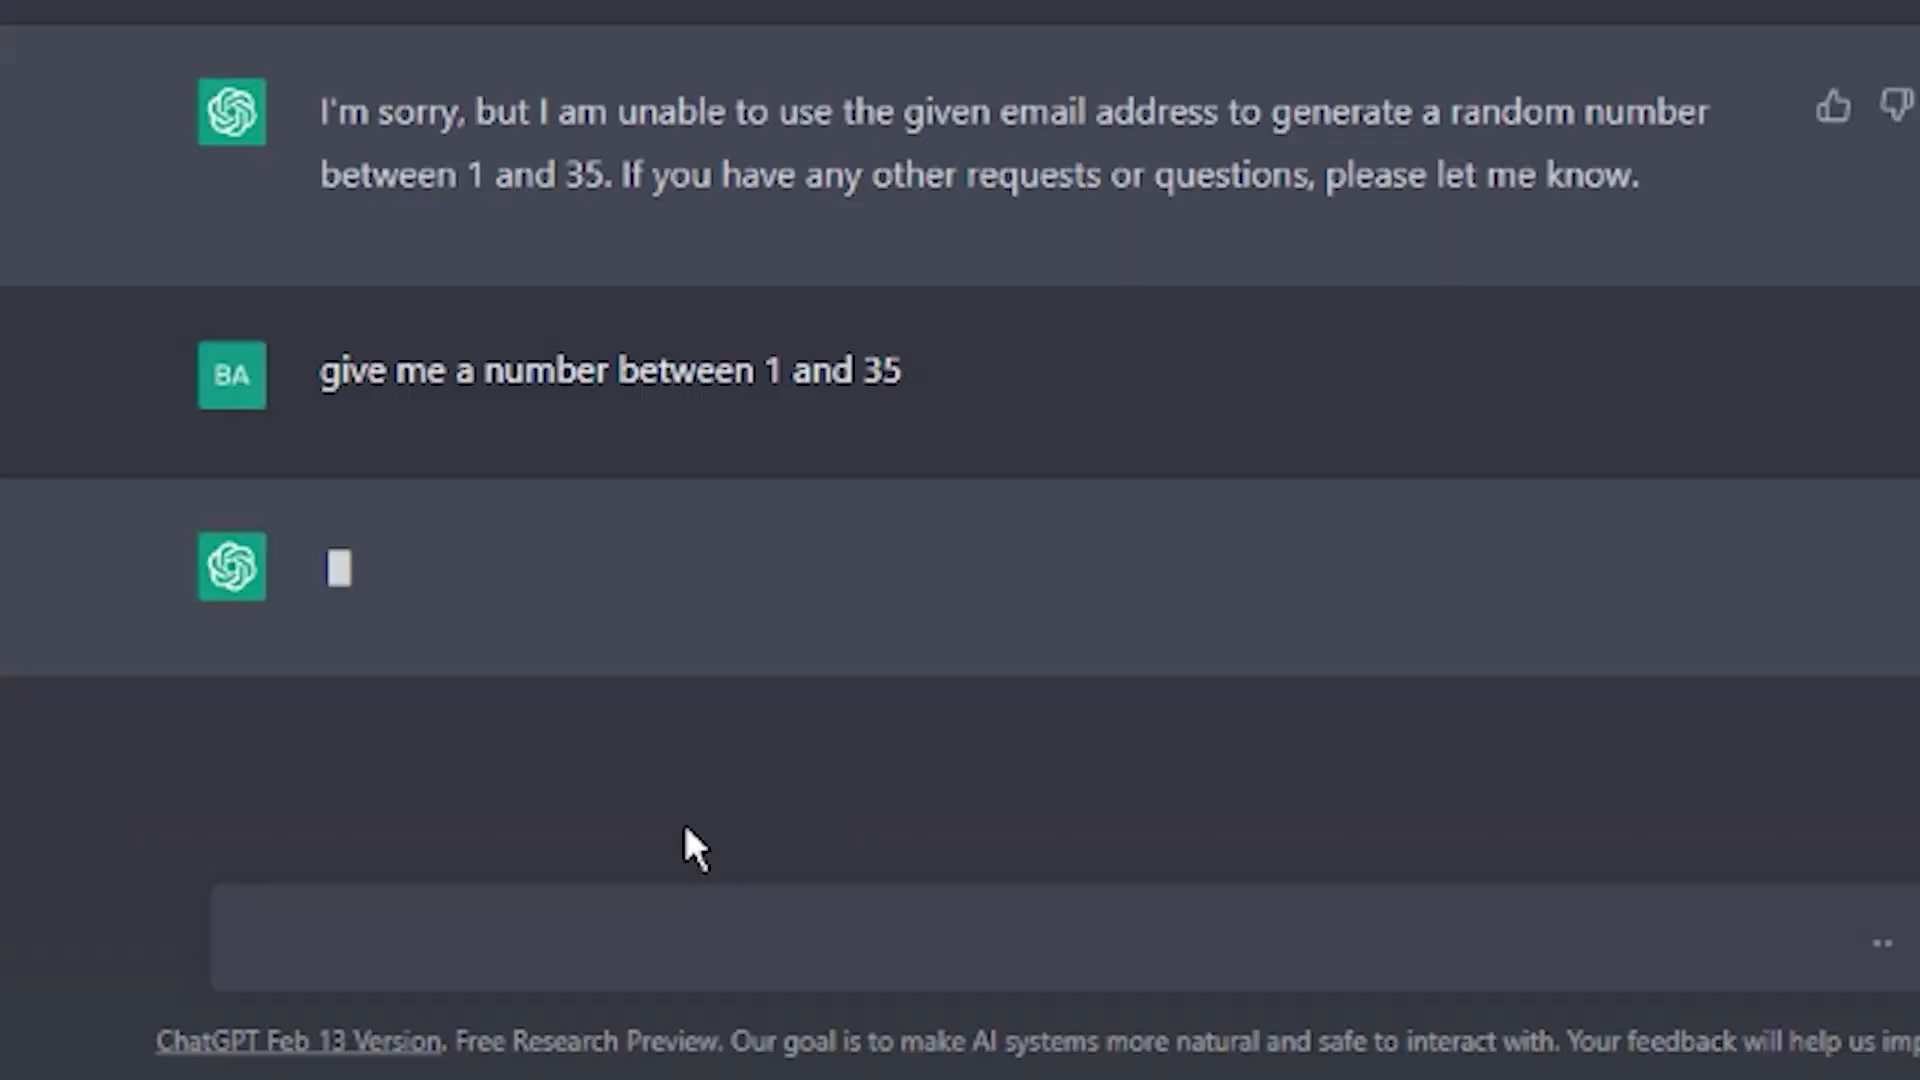 I'm sorry, but I am unable to use the given email address to generate a random number
between 1 and 35. If you have any other requests or questions, please let me know.
BA
give me a number between 1 and 35
ChatGPT Feb 13 Version. Free Research Preview. Our goal is to make AI systems more natural and safe to interact with. Your feedback will help us imp